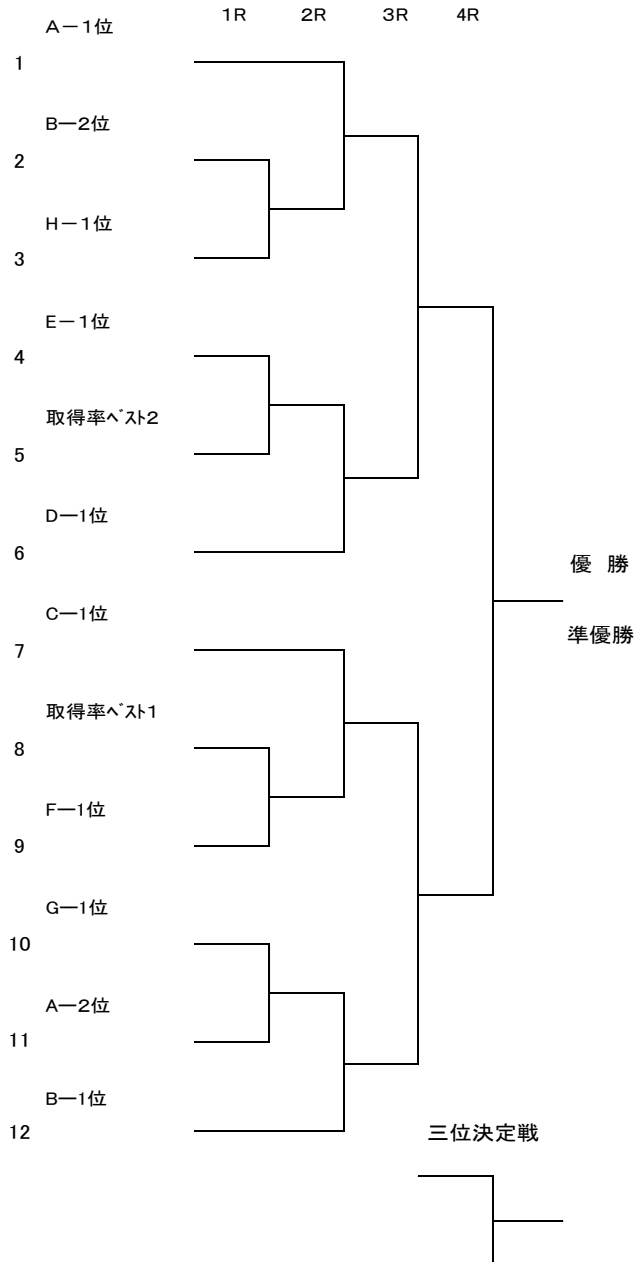 1R 2R 3R 4R
A－1位
1
B－2位
2
H－1位
3
E－1位
4
取得率ﾍﾞｽﾄ2
5
D－1位
6
優 勝
C－1位
準優勝
7
取得率ﾍﾞｽﾄ1
8
F－1位
9
G－1位
10
A－2位
11
B－1位
12
三位決定戦